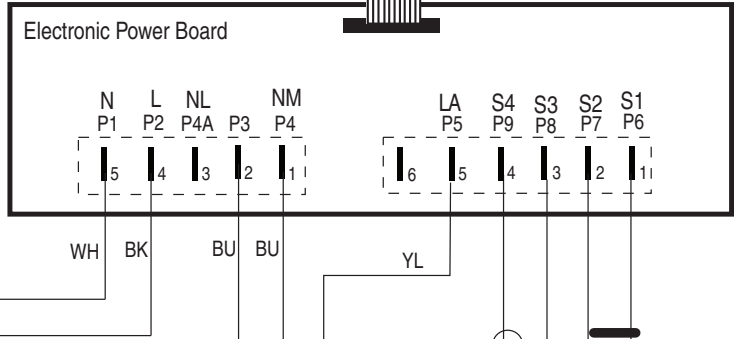 Electronic Power Board
N L NL NM LA S4 S3 S2 S1
P1 P2 P4A P3 P4 P5 P9 P8 P7 P6
5 4 3 2 1 6 5 4 3 2 1
WH BK BU BU YL